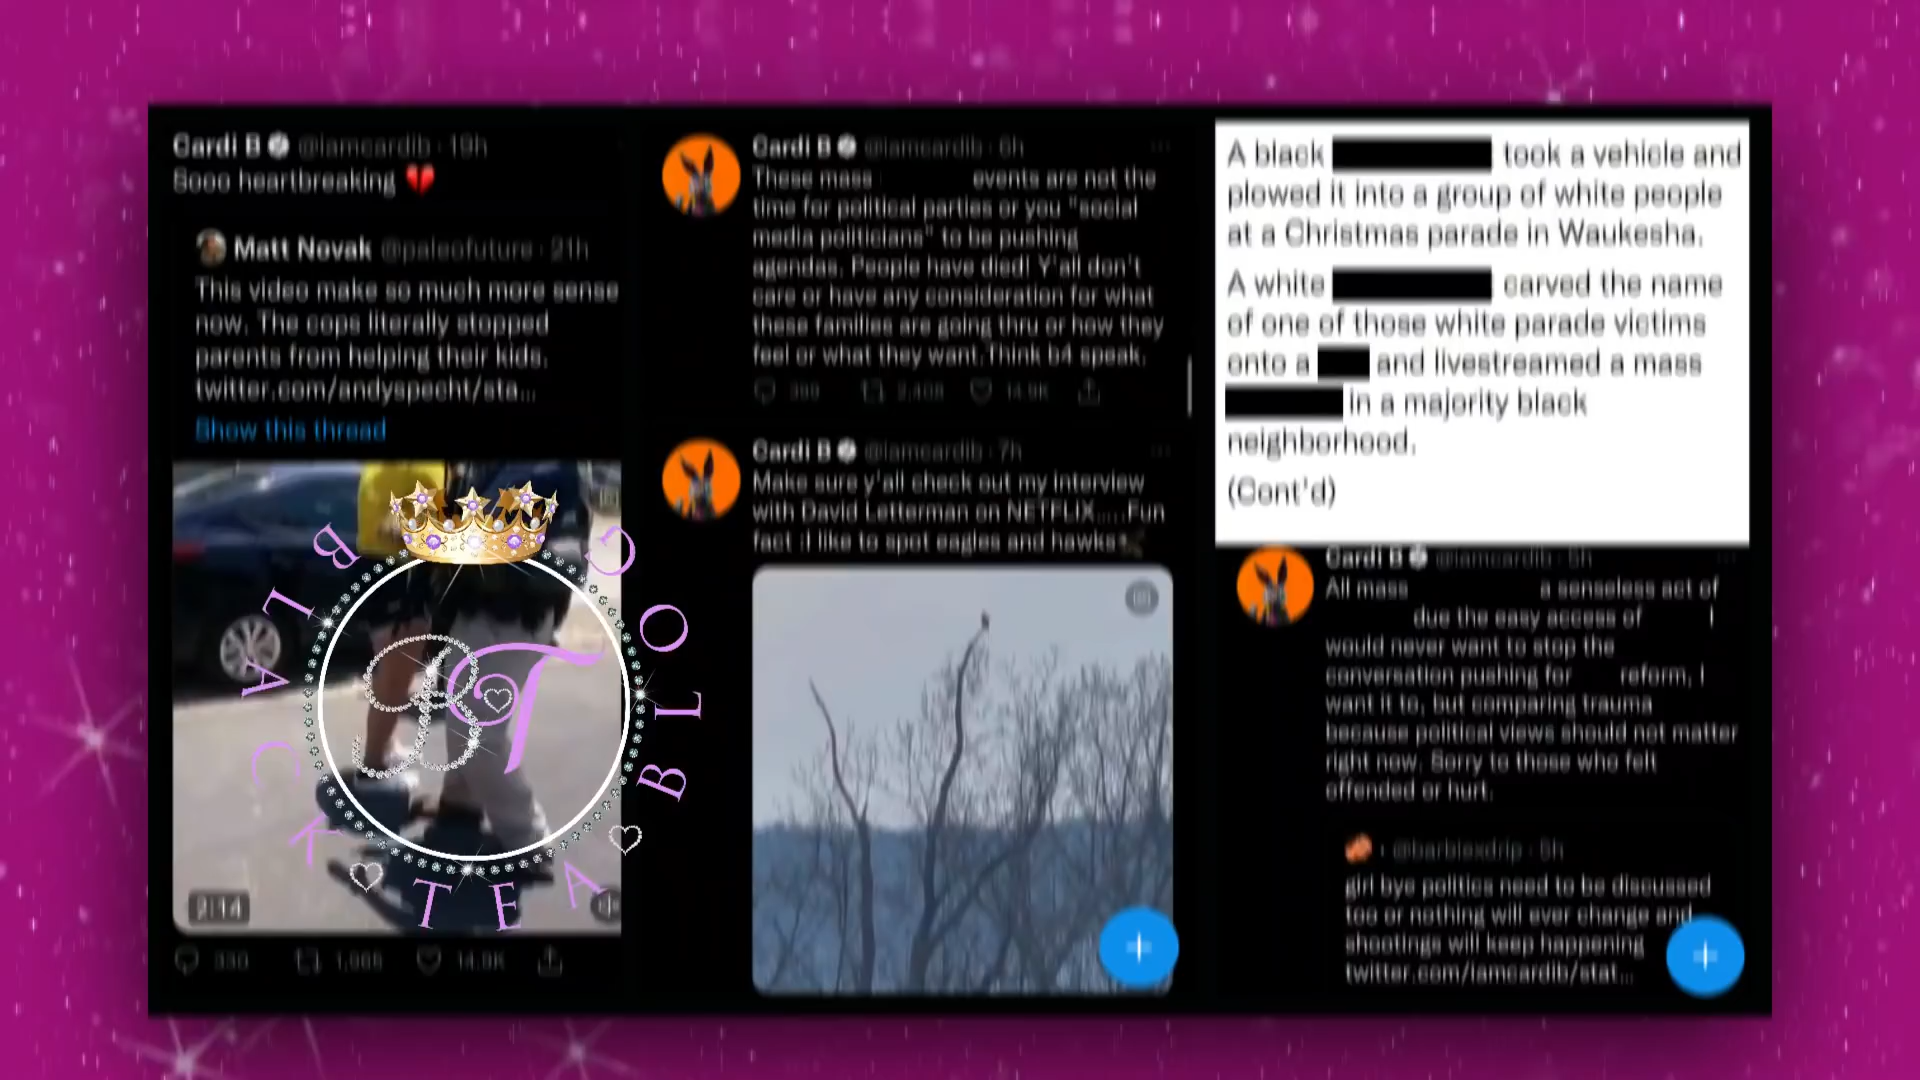 Cardi B @iamcardib · 19h
Sooo heartbreaking 💔
Matt Novak @paleofuture · 21h
This video make so much more sense
now. The cops literally stopped
parents from helping their kids.
twitter.com/andyspecht/sta...
Show this thread
2:14
330 1,988 14.9K
Cardi B @iamcardib · 6h
These mass events are not the
time for political parties or you "social
media politicians" to be pushing
agendas. People have died! Y'all don't
care or have any consideration for what
these families are going thru or how they
feel or what they want.Think b4 speak.
Cardi B @iamcardib · 7h
Make sure y'all check out my interview
with David Letterman on NETFLIX.....Fun
fact :I like to spot eagles and hawks
A black took a vehicle and
plowed it into a group of white people
at a Christmas parade in Waukesha.
A white carved the name
of one of those white parade victims
onto a and livestreamed a mass
in a majority black
neighborhood.
(Cont'd)
Cardi B @iamcardib
All mass a senseless act of
due the easy access of I
would never want to stop the
conversation pushing for reform, I
want it to, but comparing trauma
because political views should not matter
right now. Sorry to those who felt
offended or hurt.
@barbiexdrip
girl bye politics need to be discussed
too or nothing will ever change and
shootings will keep happening
twitter.com/iamcardib/stat...
BLACK TEA BLOC
BT